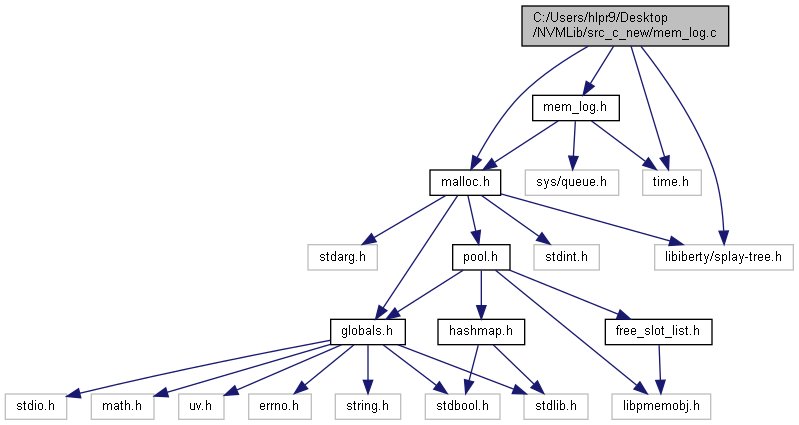 C:/Users/hlpr9/Desktop
/NVMLib/src_c_new/mem_log.c
mem_log.h
malloc.h
sys/queue.h
time.h
stdarg.h
pool.h
stdint.h
libiberty/splay-tree.h
globals.h
hashmap.h
free_slot_list.h
stdio.h
math.h
uv.h
errno.h
string.h
stdbool.h
stdlib.h
libpmemobj.h